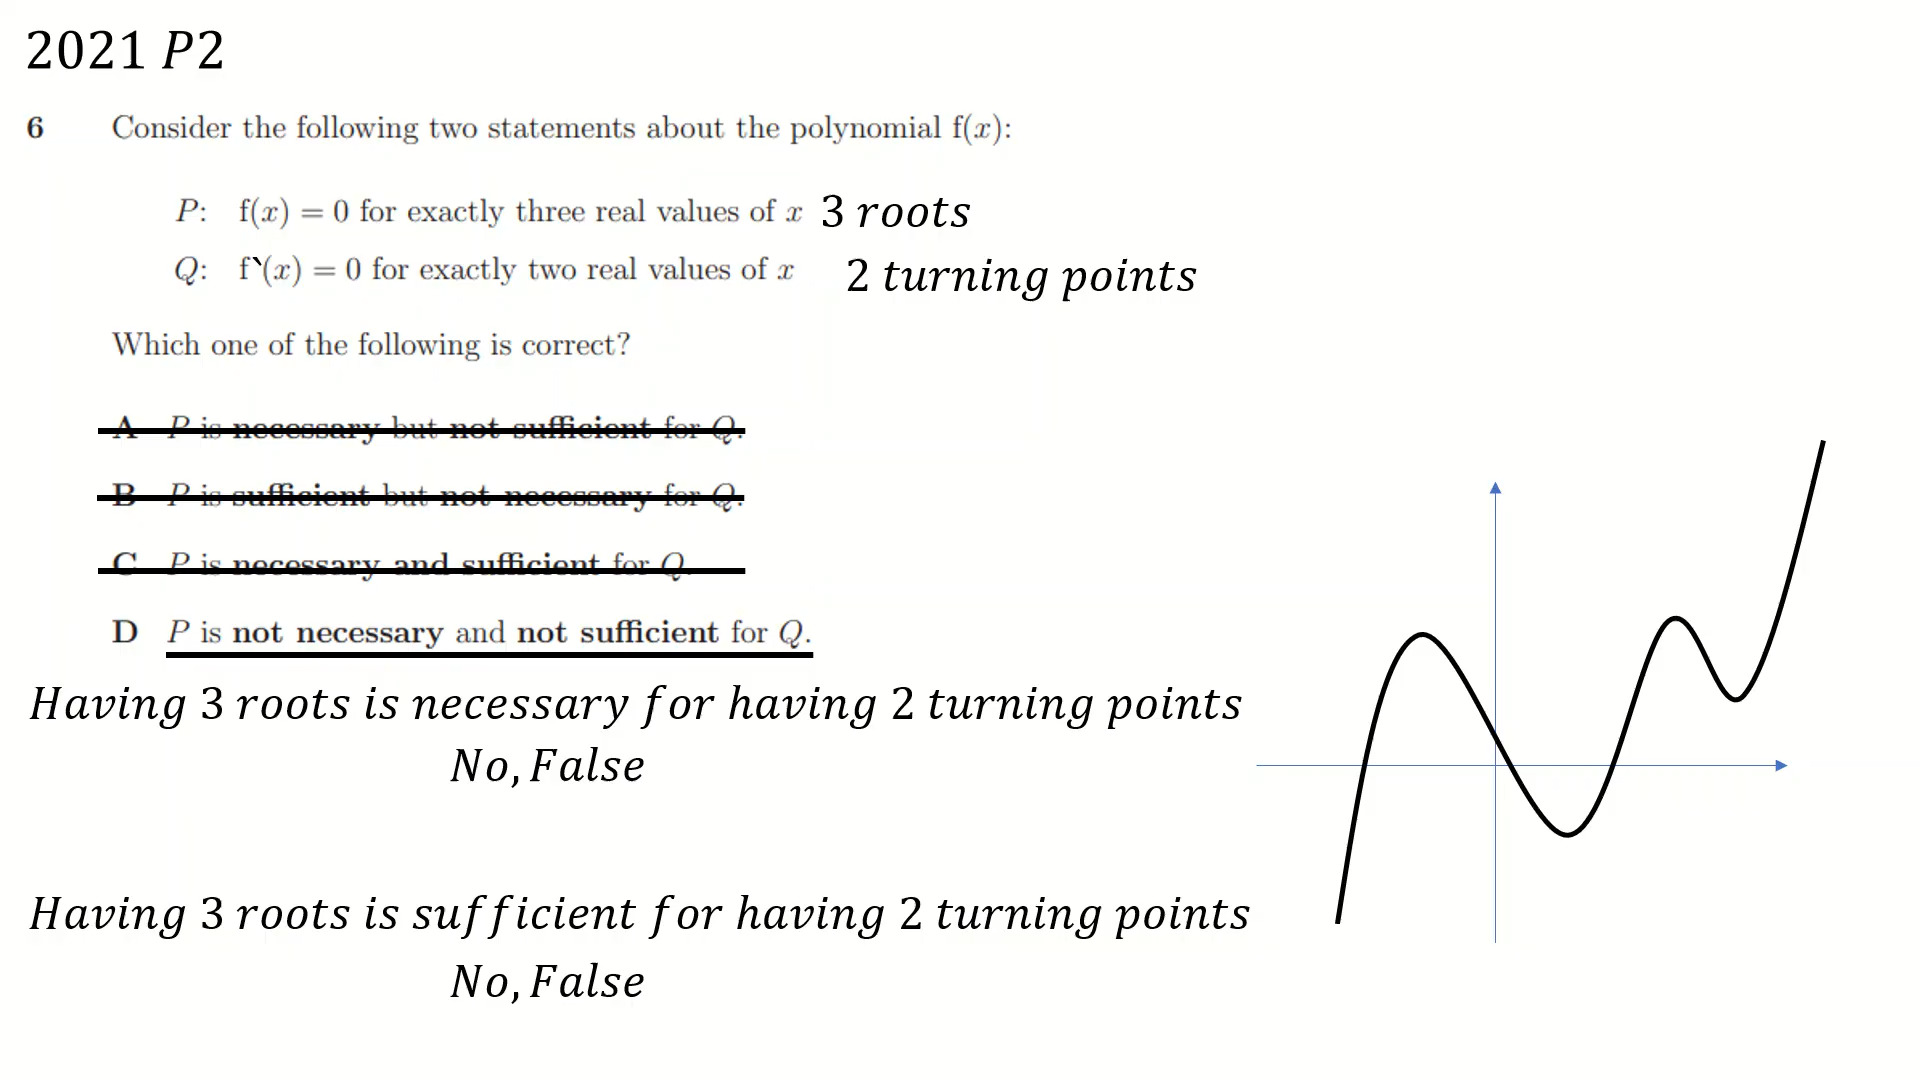 2021 P2
6 Consider the following two statements about the polynomial f(x):
P: f(x) = 0 for exactly three real values of x 3 roots
Q: f`(x) = 0 for exactly two real values of x 2 turning points
Which one of the following is correct?
A P is necessary but not sufficient for Q.
B P is sufficient but not necessary for Q.
C P is necessary and sufficient for Q.
D P is not necessary and not sufficient for Q.
Having 3 roots is necessary for having 2 turning points
No, False
Having 3 roots is sufficient for having 2 turning points
No, False